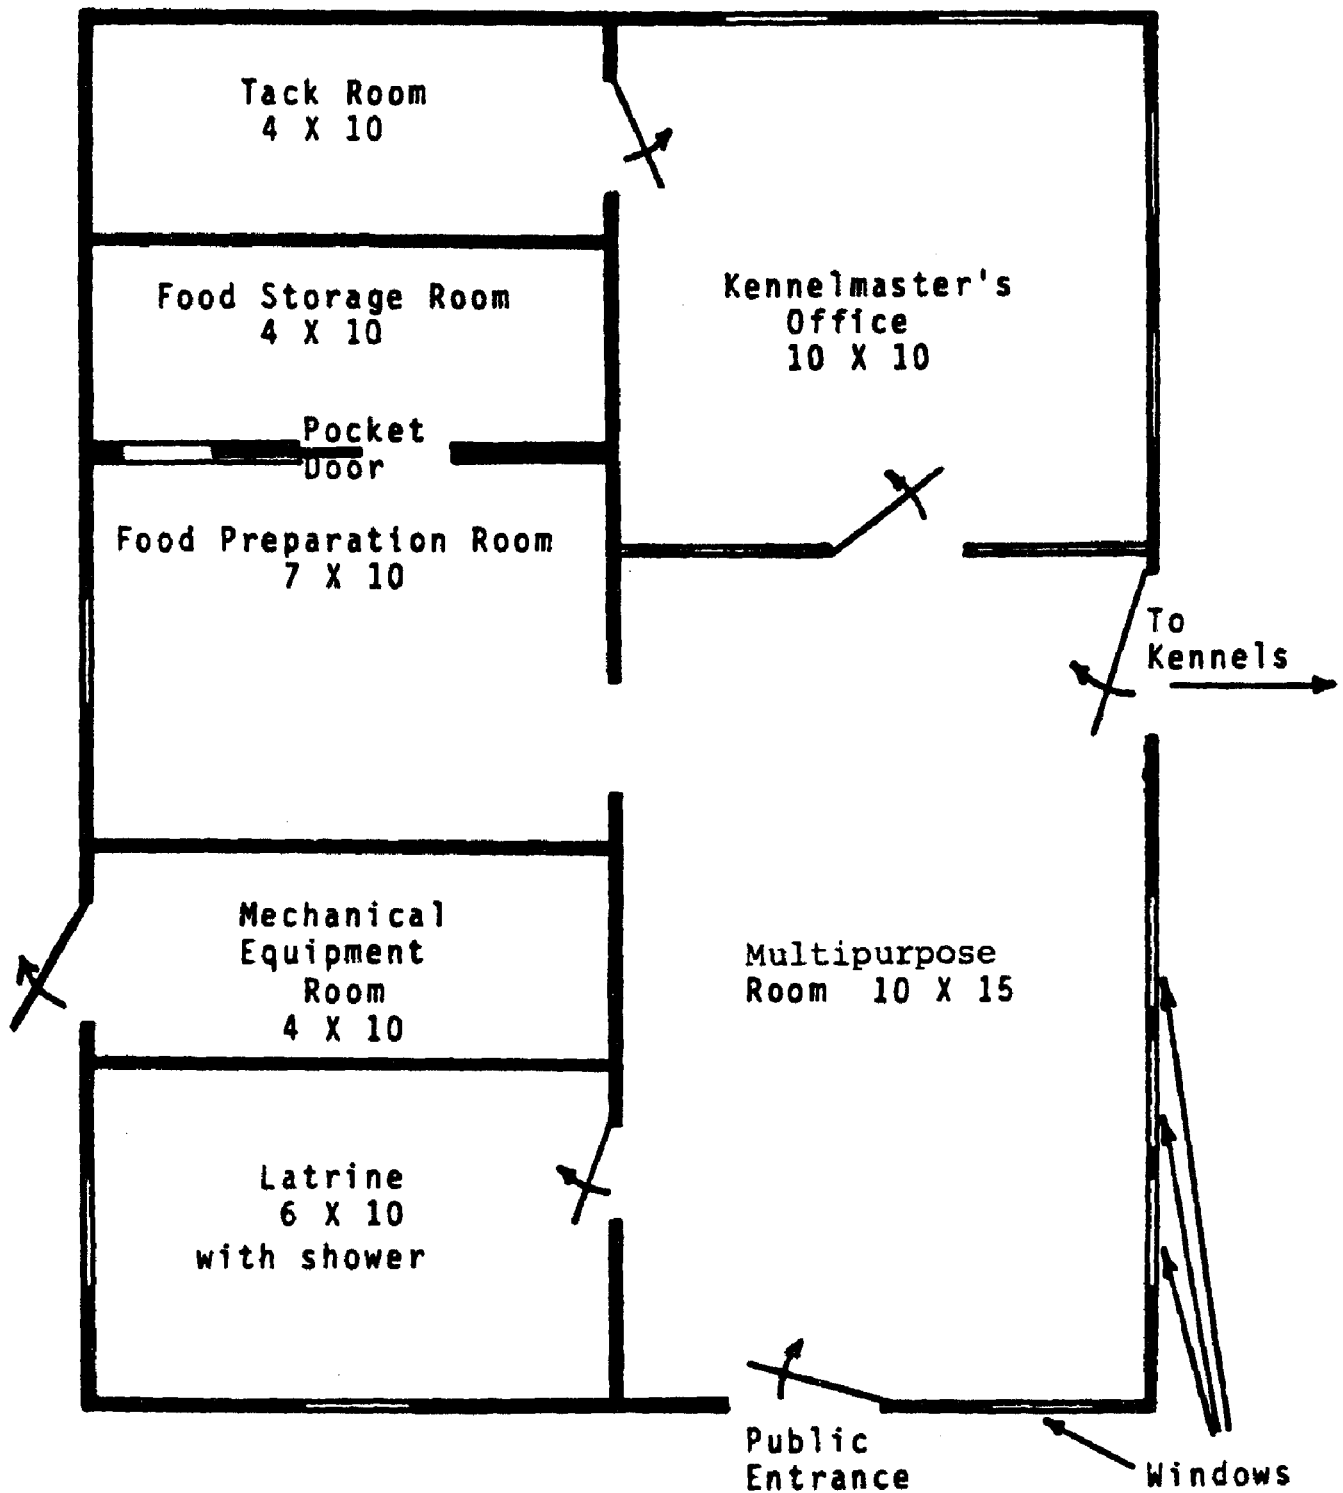 Tack Room
4 X 10
Food Storage Room
4 X 10
Kennelmaster's
Office
10 X 10
Pocket
Door
Food Preparation Room
7 X 10
To
Kennels
Mechanical
Equipment
Room
4 X 10
Multipurpose
Room 10 X 15
Latrine
6 X 10
with shower
Public
Entrance
Windows